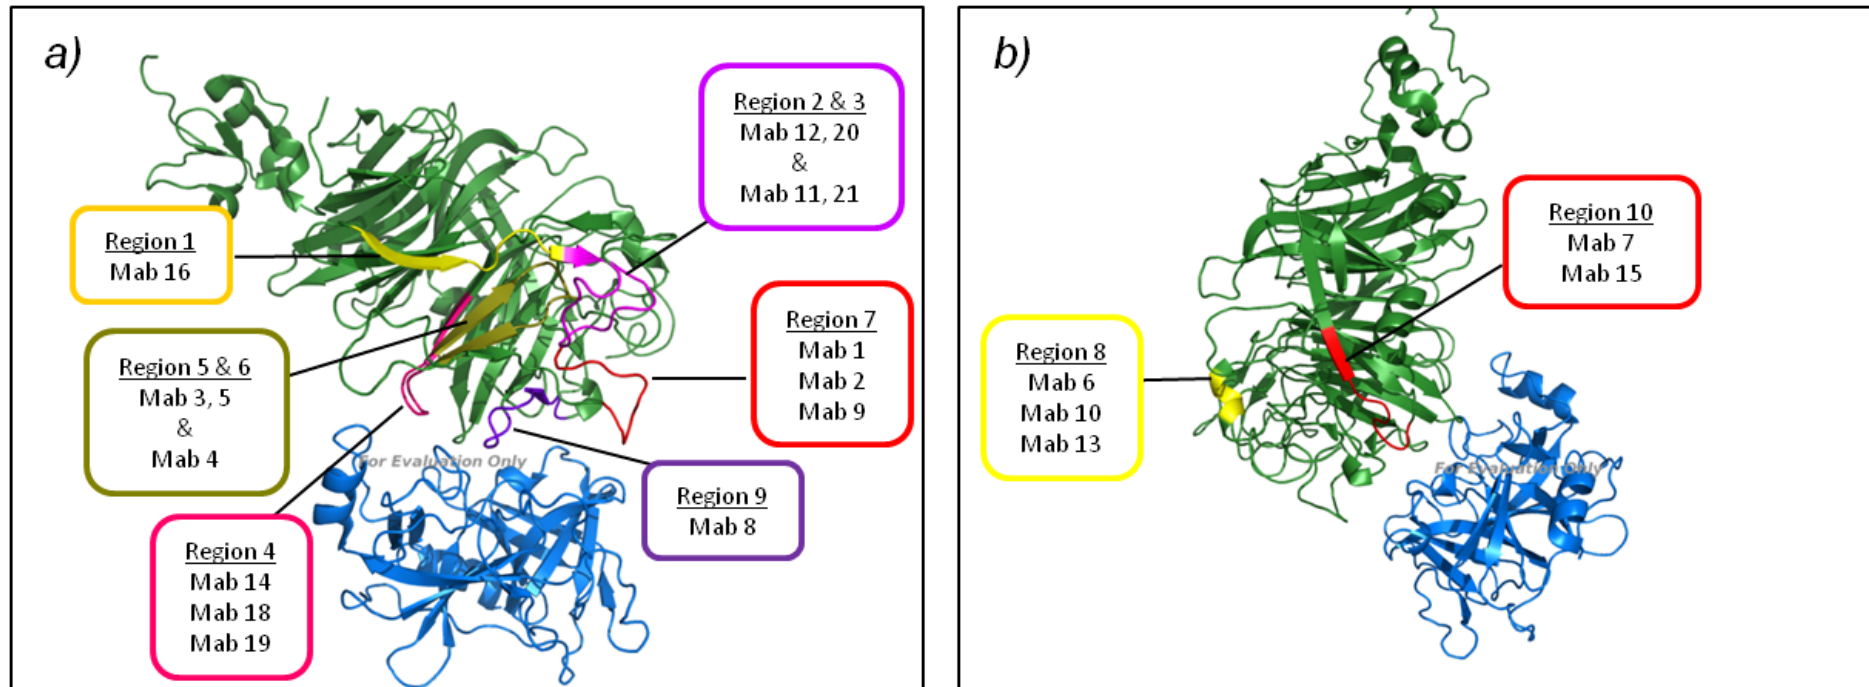 a)
Region 2 & 3
Mab 12, 20
&
Mab 11, 21
Region 1
Mab 16
Region 7
Mab 1
Mab 2
Mab 9
Region 5 & 6
Mab 3, 5
&
Mab 4
For Evaluation Only
Region 9
Mab 8
Region 4
Mab 14
Mab 18
Mab 19
b)
Region 10
Mab 7
Mab 15
Region 8
Mab 6
Mab 10
Mab 13
For Evaluation Only